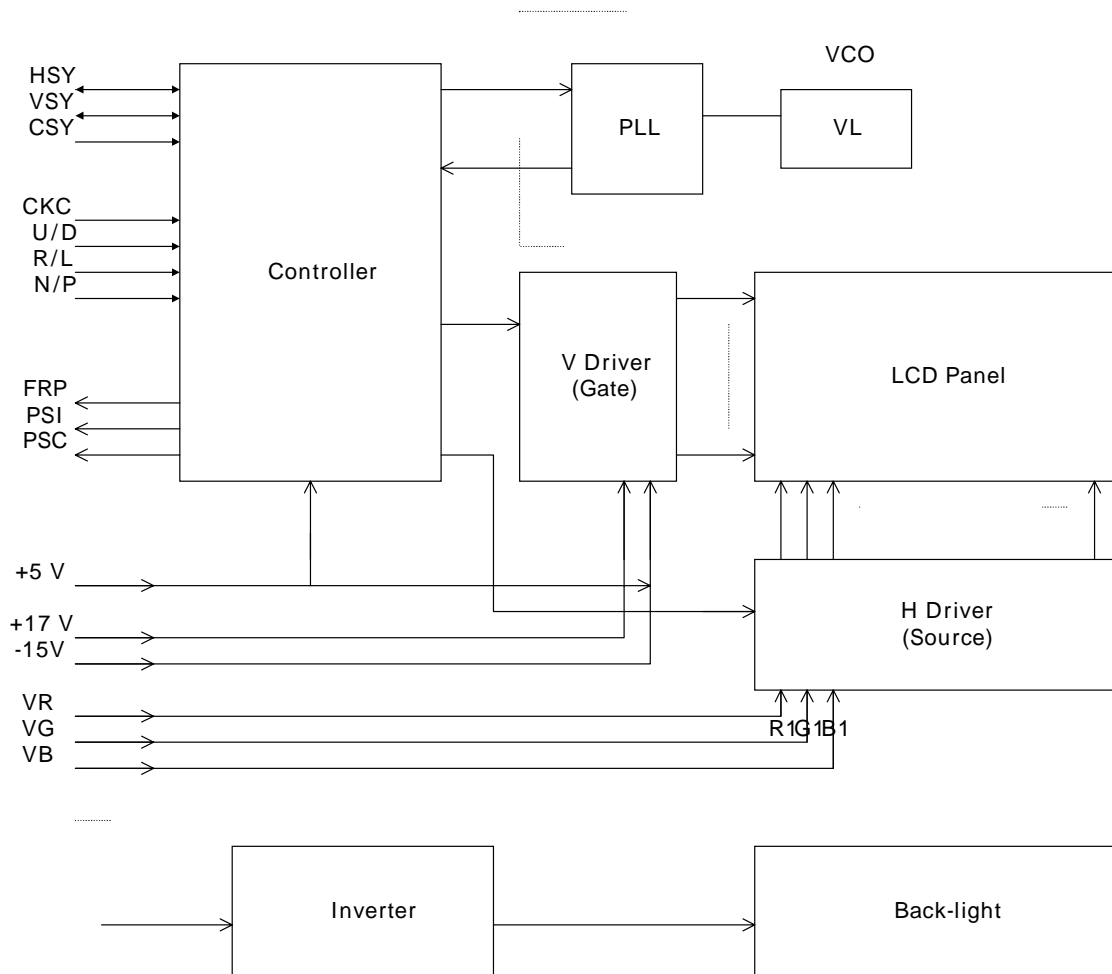 VCO
HSY
VSY
CSY
PLL
VL
CKC
U/D
R/L
N/P
Controller
V Driver
(Gate)
LCD Panel
FRP
PSI
PSC
+5 V
+17 V
-15V
H Driver
(Source)
VR
VG
VB
R1G1B1
Inverter
Back-light